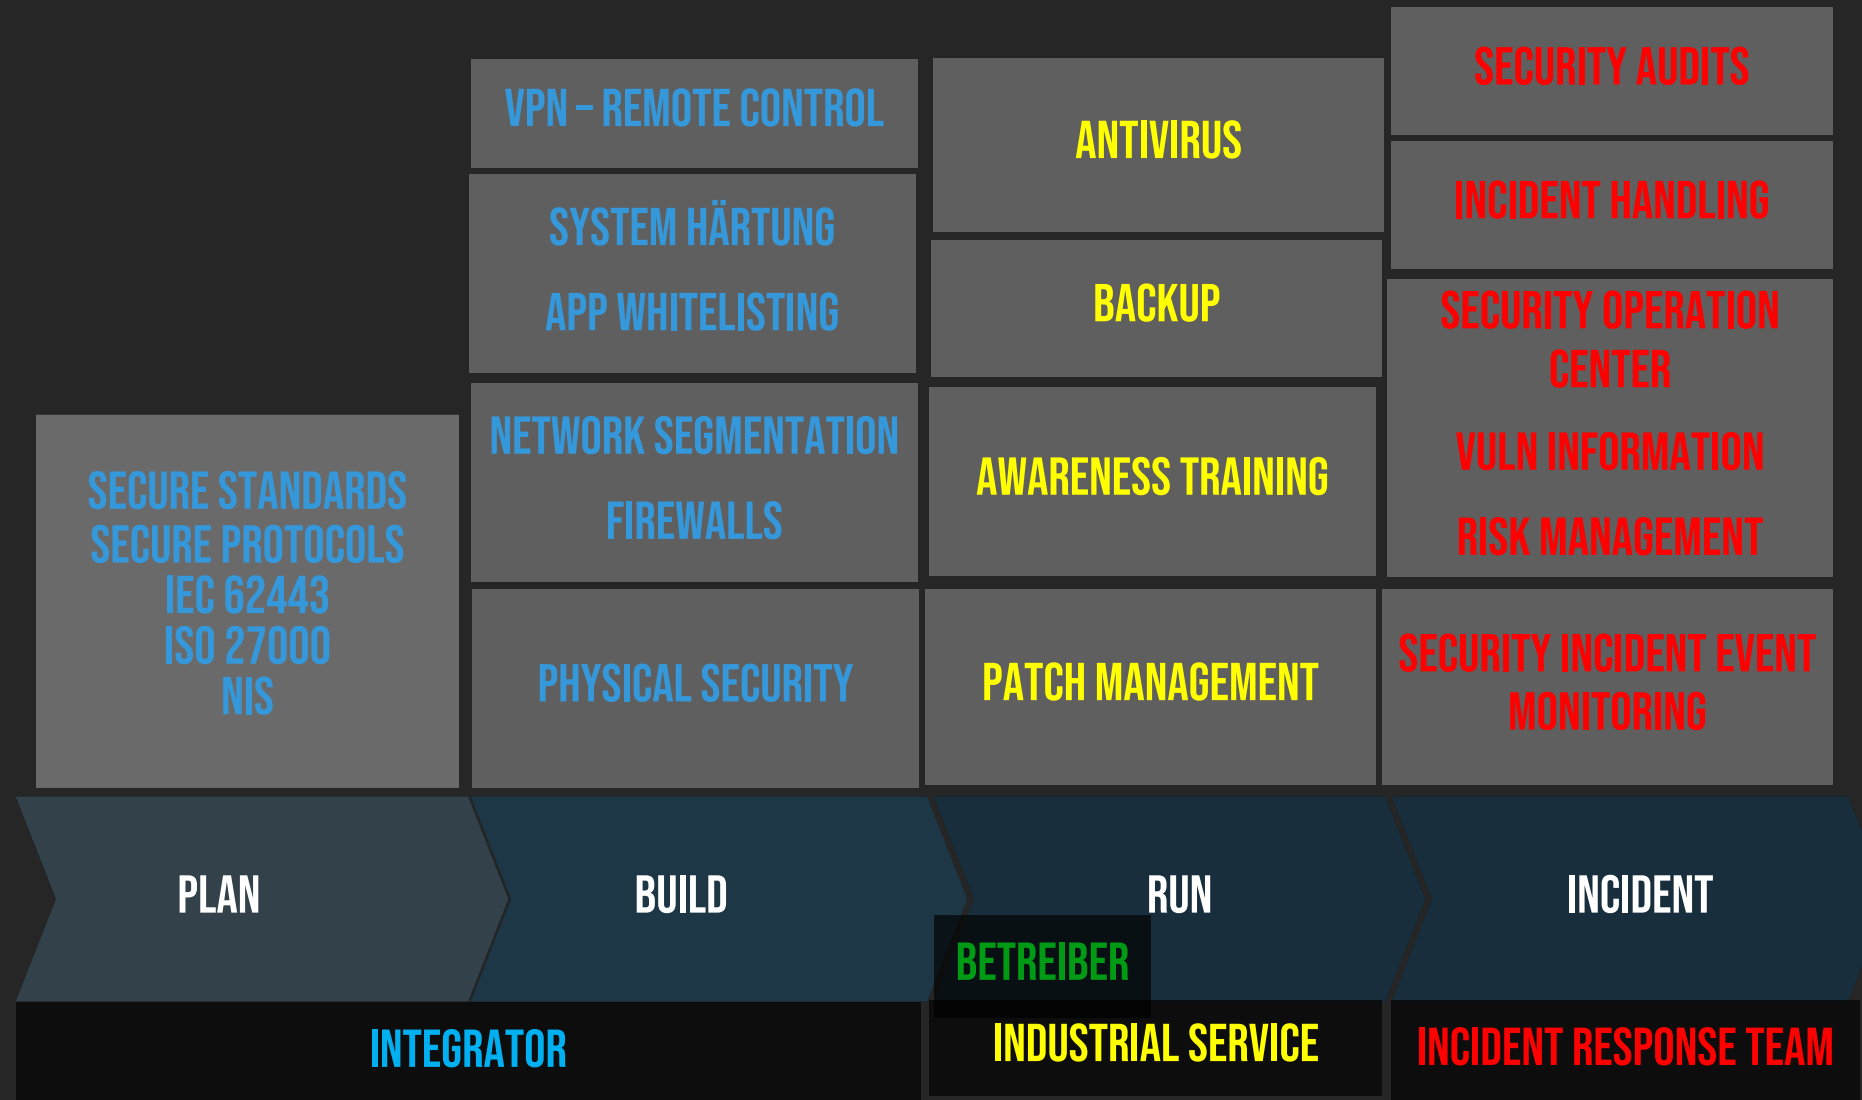 SECURE STANDARDS
SECURE PROTOCOLS
IEC 62443
ISO 27000
NIS
VPN – REMOTE CONTROL
SYSTEM HÄRTUNG
APP WHITELISTING
NETWORK SEGMENTATION
FIREWALLS
PHYSICAL SECURITY
ANTIVIRUS
BACKUP
AWARENESS TRAINING
PATCH MANAGEMENT
SECURITY AUDITS
INCIDENT HANDLING
SECURITY OPERATION
CENTER
VULN INFORMATION
RISK MANAGEMENT
SECURITY INCIDENT EVENT
MONITORING
PLAN
BUILD
RUN
INCIDENT
BETREIBER
INTEGRATOR
INDUSTRIAL SERVICE
INCIDENT RESPONSE TEAM